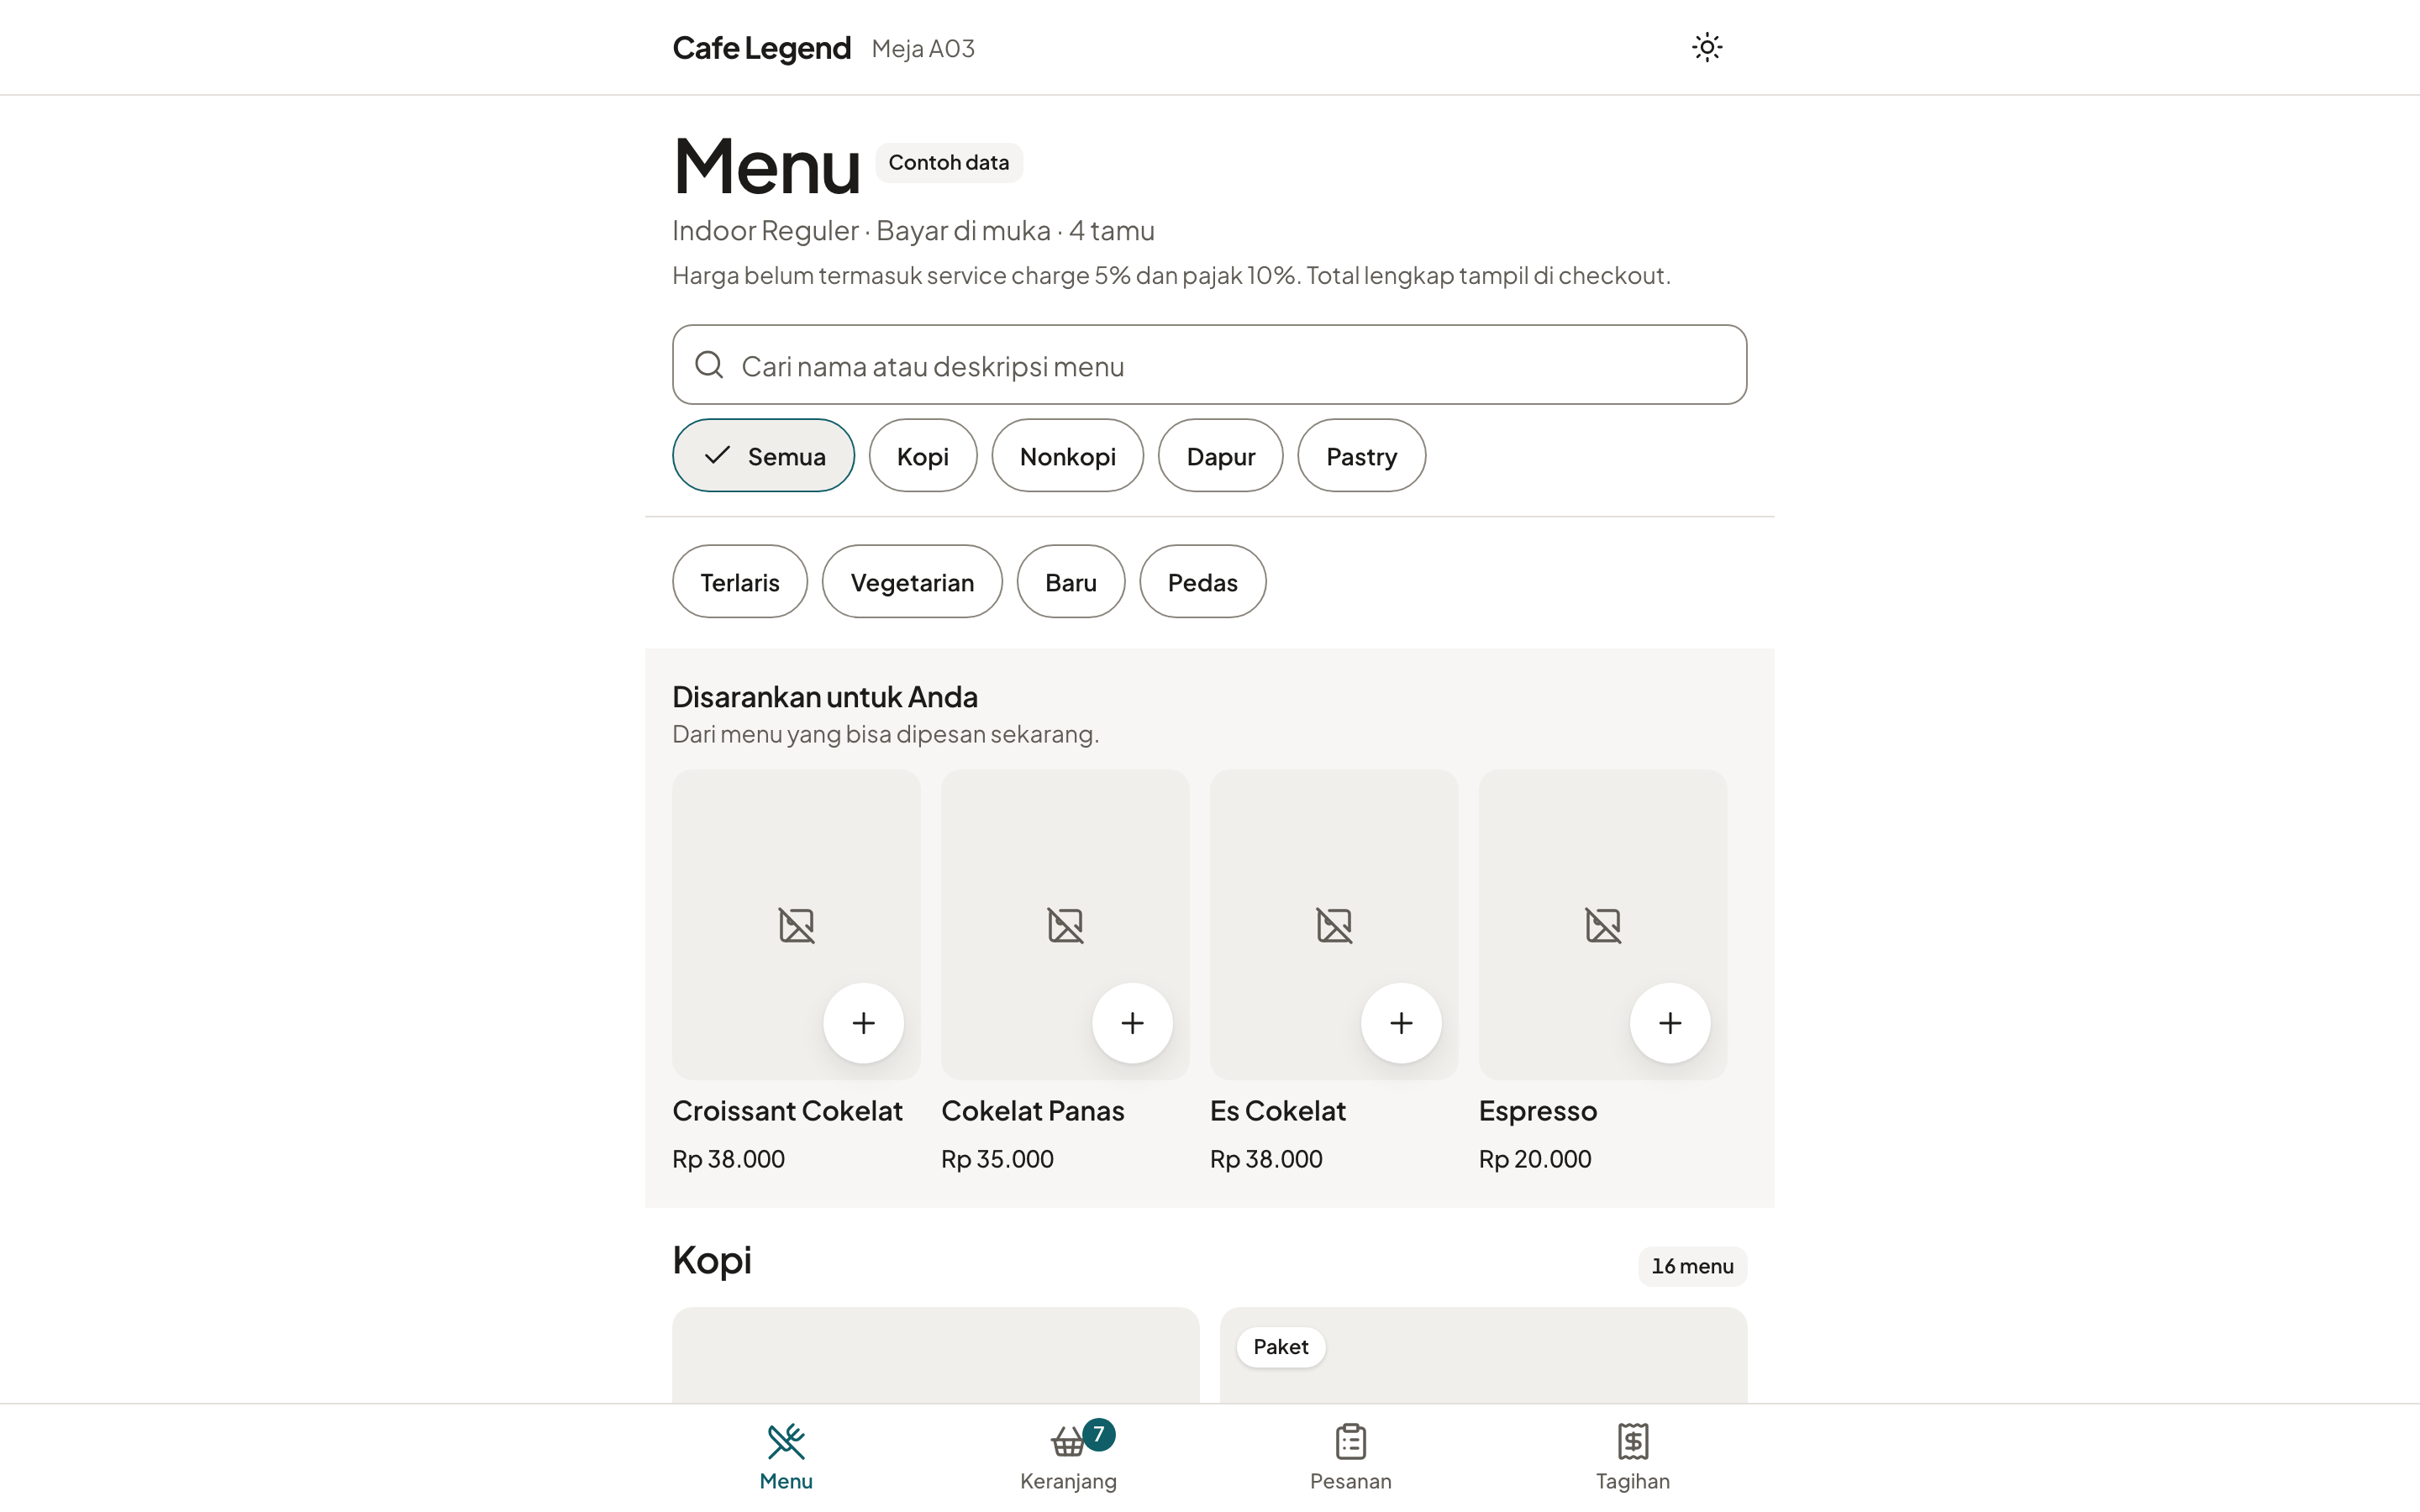 Cafe Legend Meja A03
Menu Contoh data
Indoor Reguler · Bayar di muka · 4 tamu
Harga belum termasuk service charge 5% dan pajak 10%. Total lengkap tampil di checkout.
Cari nama atau deskripsi menu
Semua Kopi Nonkopi Dapur Pastry
Terlaris Vegetarian Baru Pedas
Disarankan untuk Anda
Dari menu yang bisa dipesan sekarang.
Croissant Cokelat Cokelat Panas Es Cokelat Espresso
Rp 38.000 Rp 35.000 Rp 38.000 Rp 20.000
Kopi 16 menu
Paket
7
Menu Keranjang Pesanan Tagihan